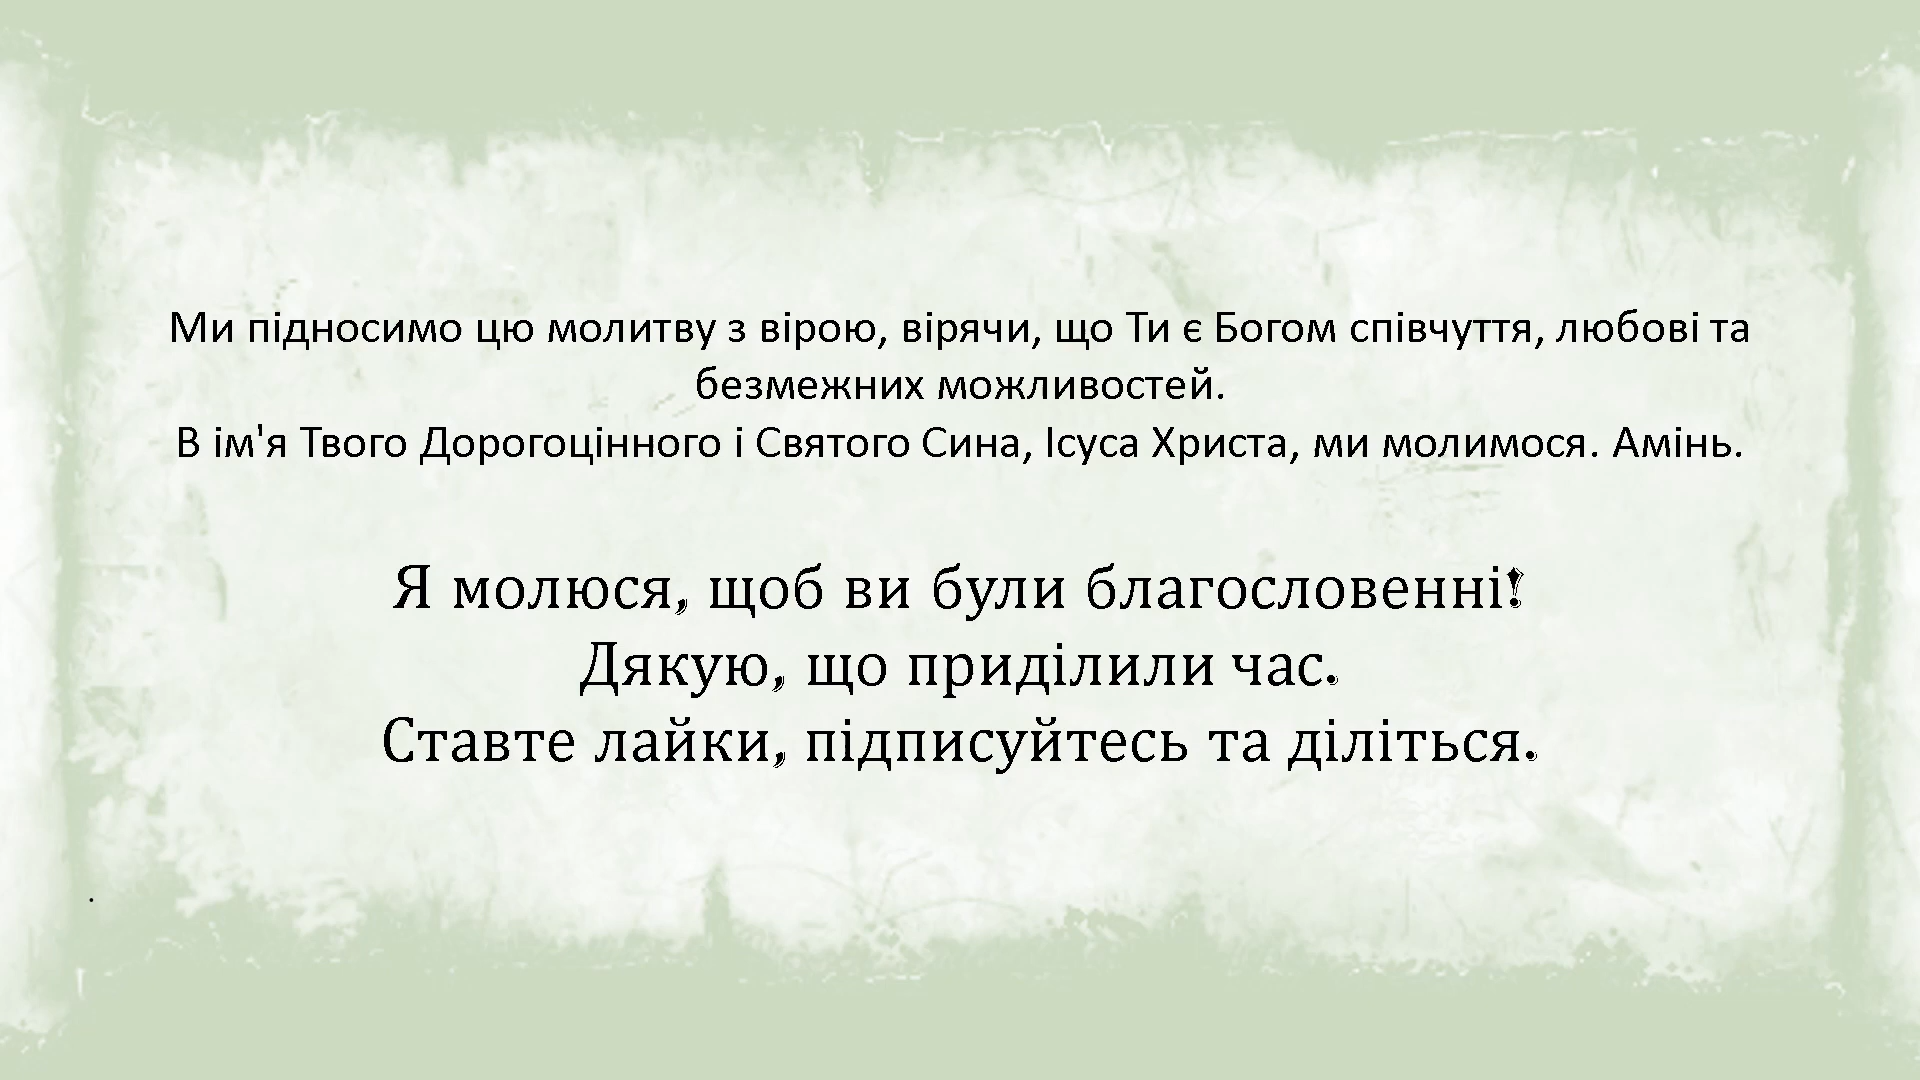 Ми підносимо цю молитву з вірою, вірячи, що Ти є Богом співчуття, любові та
безмежних можливостей.
В ім'я Твого Дорогоцінного і Святого Сина, Ісуса Христа, ми молимося. Амінь.
Я молюся, щоб ви були благословенні!
Дякую, що приділили час.
Ставте лайки, підписуйтесь та діліться.
.